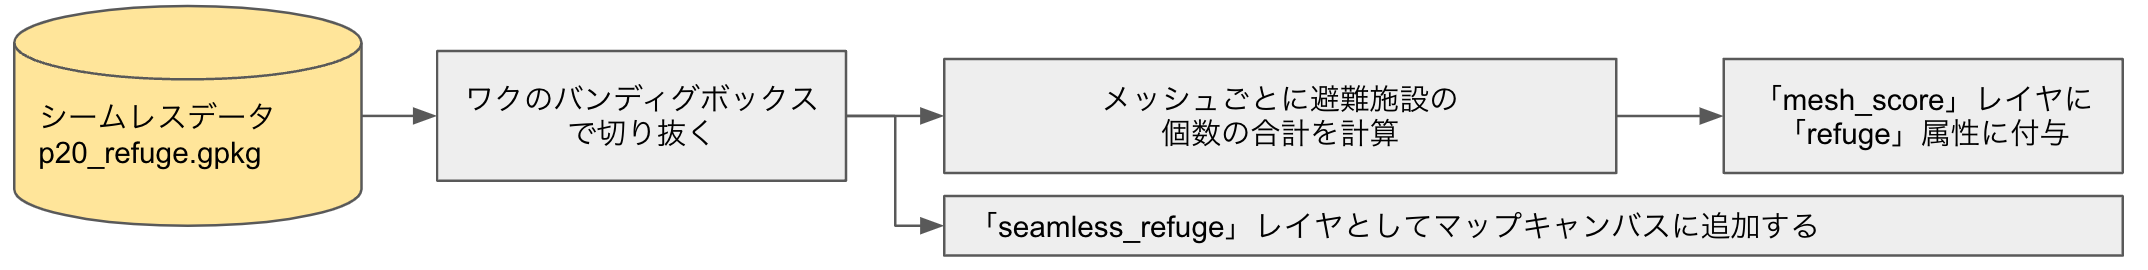 シームレスデータ
p20_refuge.gpkg
ワクのバンディグボックス
で切り抜く
メッシュごとに避難施設の
個数の合計を計算
「mesh_score」レイヤに
「refuge」属性に付与
「seamless_refuge」レイヤとしてマップキャンバスに追加する